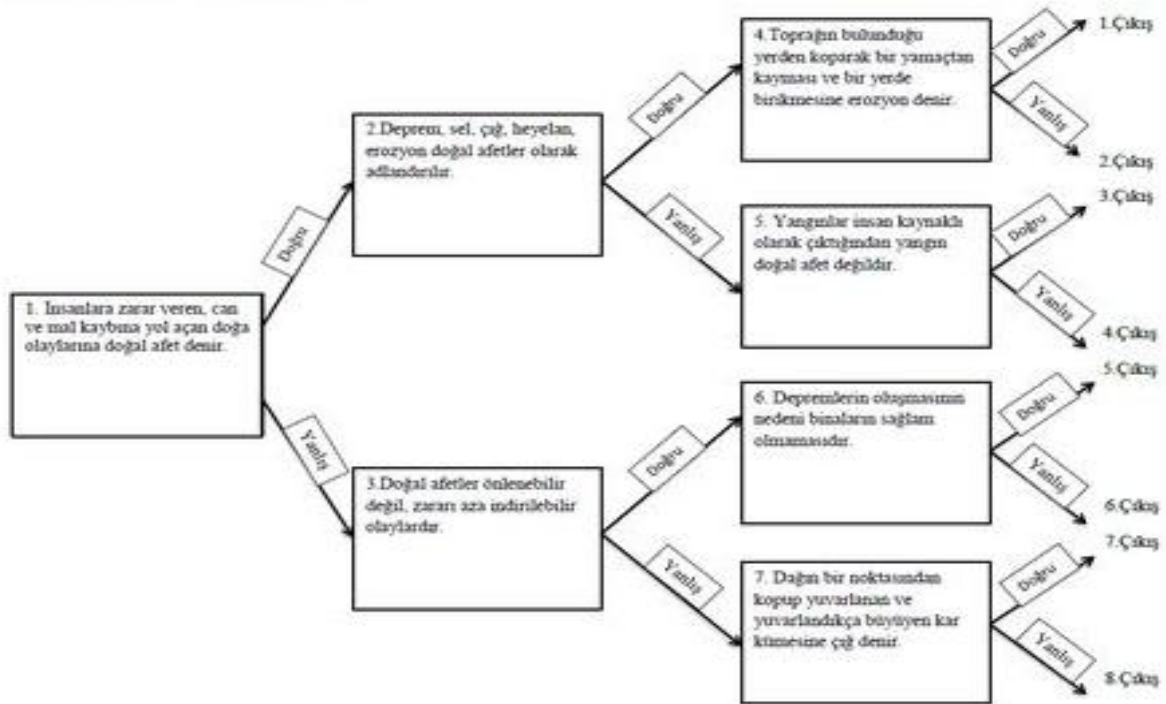 1. İnsanlara zarar veren, can
ve mal kaybına yol açan doğa
olaylarına doğal afet denir.
Doğru
Yanlış
2.Deprem, sel, çığ, heyelan,
erozyon doğal afetler olarak
adlandırılır.
Doğru
Yanlış
3.Doğal afetler önlenebilir
değil, zararı aza indirilebilir
olaylardır.
Doğru
Yanlış
4.Toprağın bulunduğu
yerden koparak bir yamaçtan
kayması ve bir yerde
birikmesine erozyon denir.
Doğru
1.Çıkış
Yanlış
2.Çıkış
5. Yangınlar insan kaynaklı
olarak çıktığından yangın
doğal afet değildir.
Doğru
3.Çıkış
Yanlış
4.Çıkış
6. Depremlerin oluşmasının
nedeni binaların sağlam
olmamasıdır.
Doğru
5.Çıkış
Yanlış
6.Çıkış
7. Dağın bir noktasından
kopup yuvarlanan ve
yuvarlandıkça büyüyen kar
kümesine çığ denir.
Doğru
7.Çıkış
Yanlış
8.Çıkış